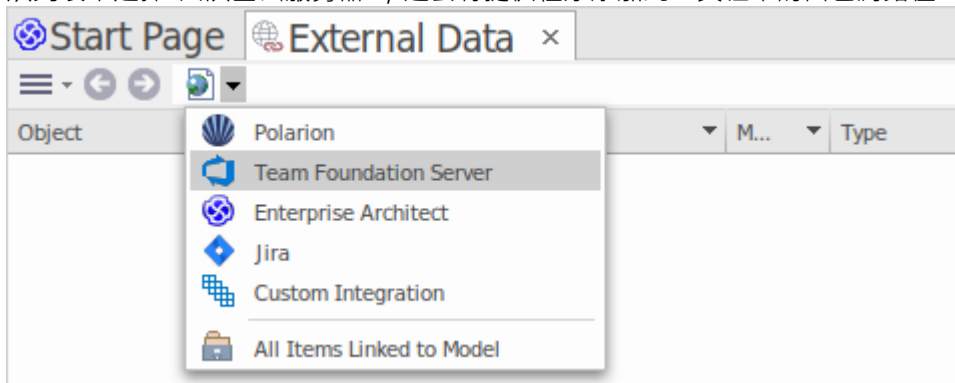 Start Page External Data ×
Object M... Type
Polarion
Team Foundation Server
Enterprise Architect
Jira
Custom Integration
All Items Linked to Model